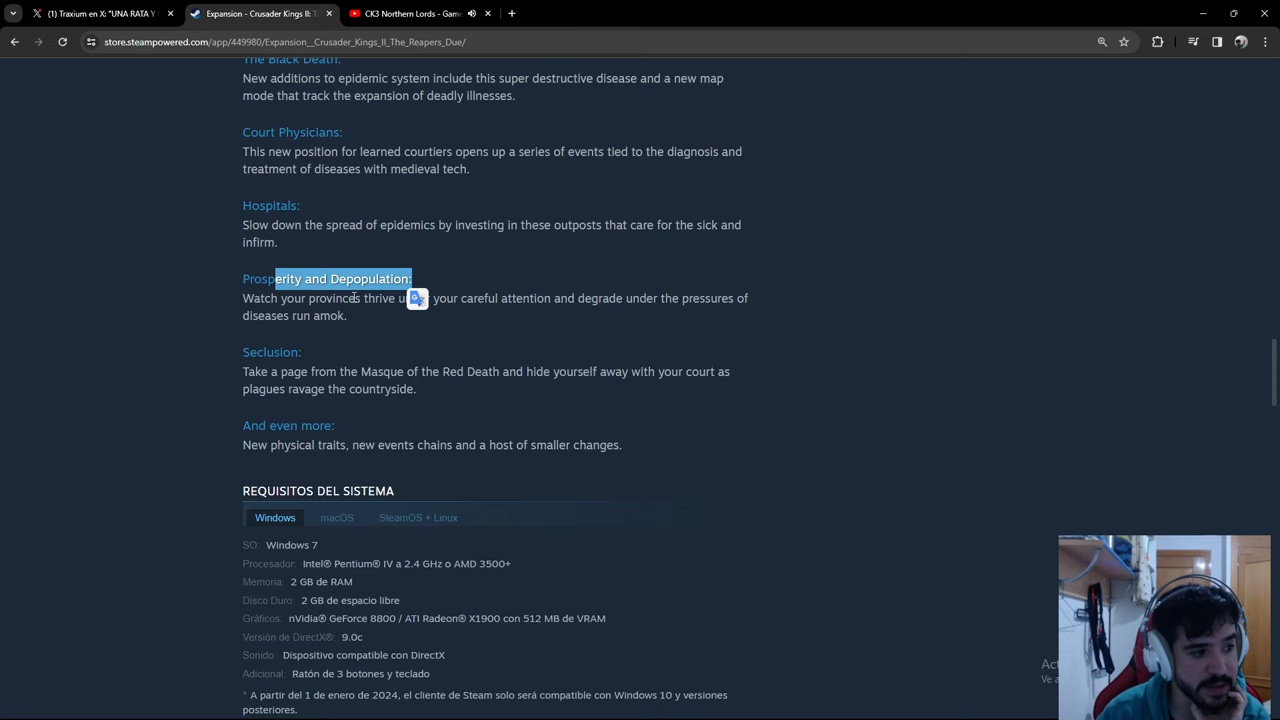 (1) Traxium en X: "UNA RATA Y
Expansion - Crusader Kings II: T
CK3 Northern Lords - Gam
store.steampowered.com/app/449980/Expansion__Crusader_Kings_II_The_Reapers_Due/
The Black Death:
New additions to epidemic system include this super destructive disease and a new map
mode that track the expansion of deadly illnesses.
Court Physicians:
This new position for learned courtiers opens up a series of events tied to the diagnosis and
treatment of diseases with medieval tech.
Hospitals:
Slow down the spread of epidemics by investing in these outposts that care for the sick and
infirm.
Prosperity and Depopulation:
Watch your provinces thrive your careful attention and degrade under the pressures of
diseases run amok.
Seclusion:
Take a page from the Masque of the Red Death and hide yourself away with your court as
plagues ravage the countryside.
And even more:
New physical traits, new events chains and a host of smaller changes.
REQUISITOS DEL SISTEMA
Windows macOS SteamOS + Linux
SO: Windows 7
Procesador: Intel® Pentium® IV a 2.4 GHz o AMD 3500+
Memoria: 2 GB de RAM
Disco Duro: 2 GB de espacio libre
Gráficos: nVidia® GeForce 8800 / ATI Radeon® X1900 con 512 MB de VRAM
Versión de DirectX®: 9.0c
Sonido: Dispositivo compatible con DirectX
Adicional: Ratón de 3 botones y teclado
* A partir del 1 de enero de 2024, el cliente de Steam solo será compatible con Windows 10 y versiones
posteriores.
Act
Ve a